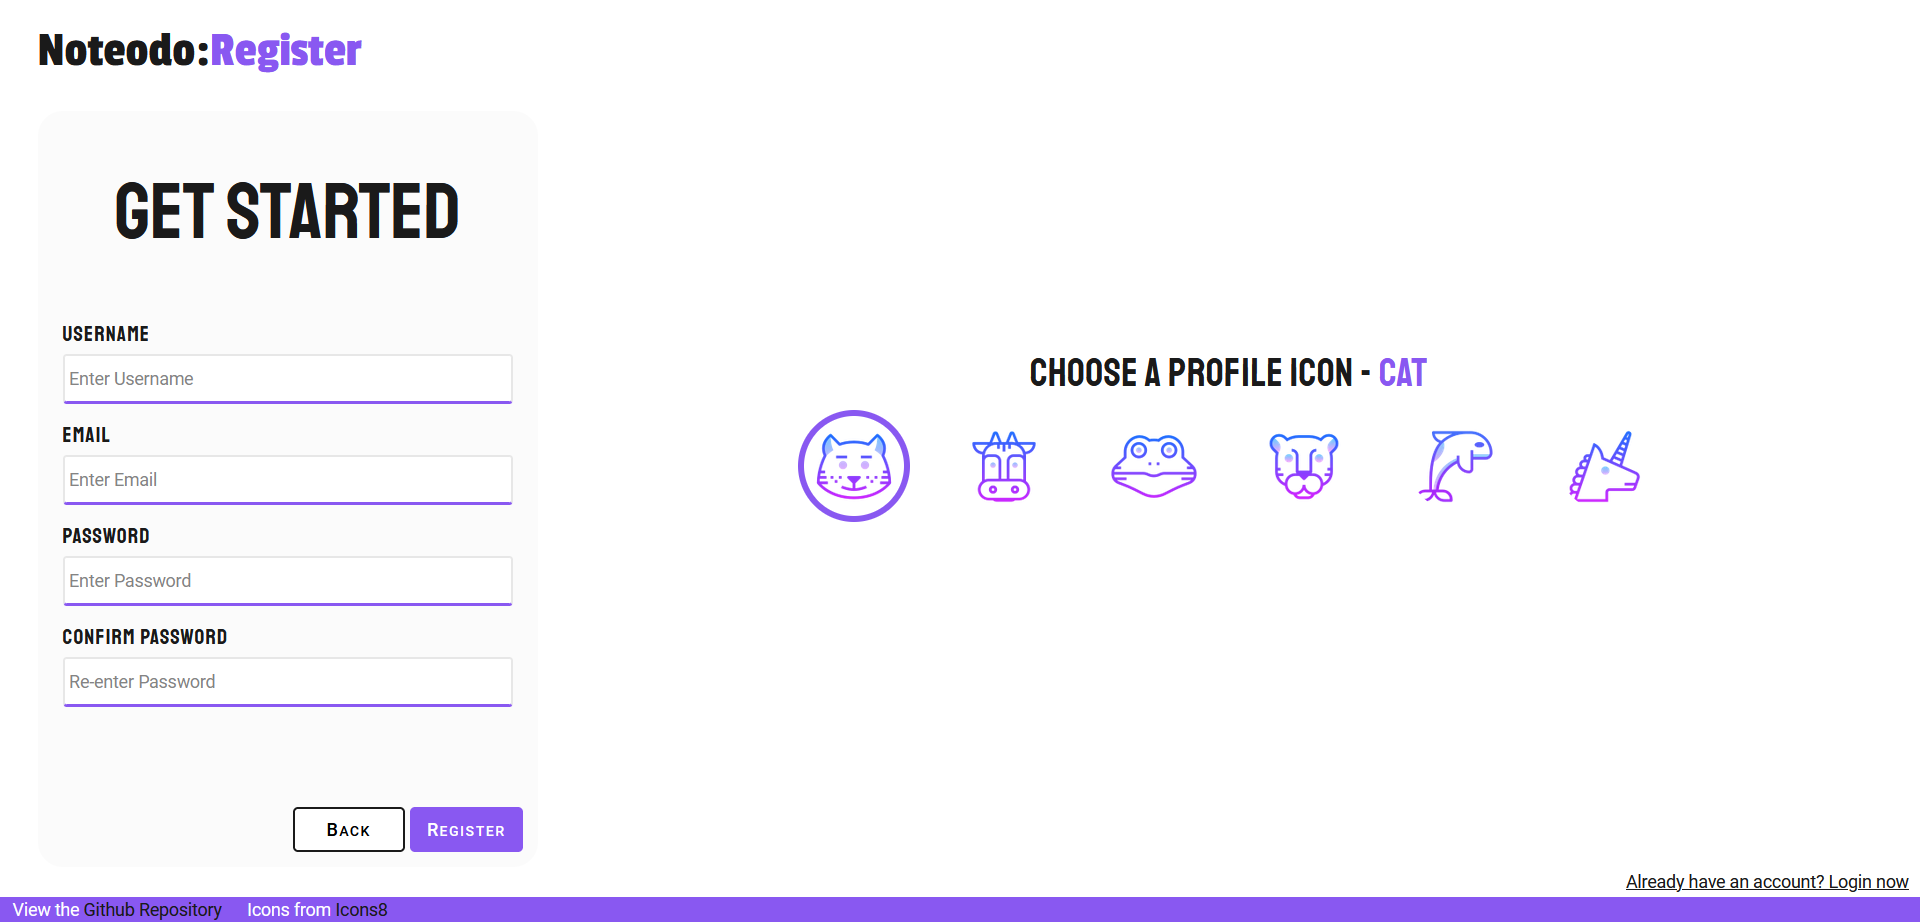 Noteodo:Register
GET STARTED
USERNAME
Enter Username
EMAIL
Enter Email
PASSWORD
Enter Password
CONFIRM PASSWORD
Re-enter Password
BACK REGISTER
CHOOSE A PROFILE ICON - CAT
Already have an account? Login now
View the Github Repository Icons from Icons8